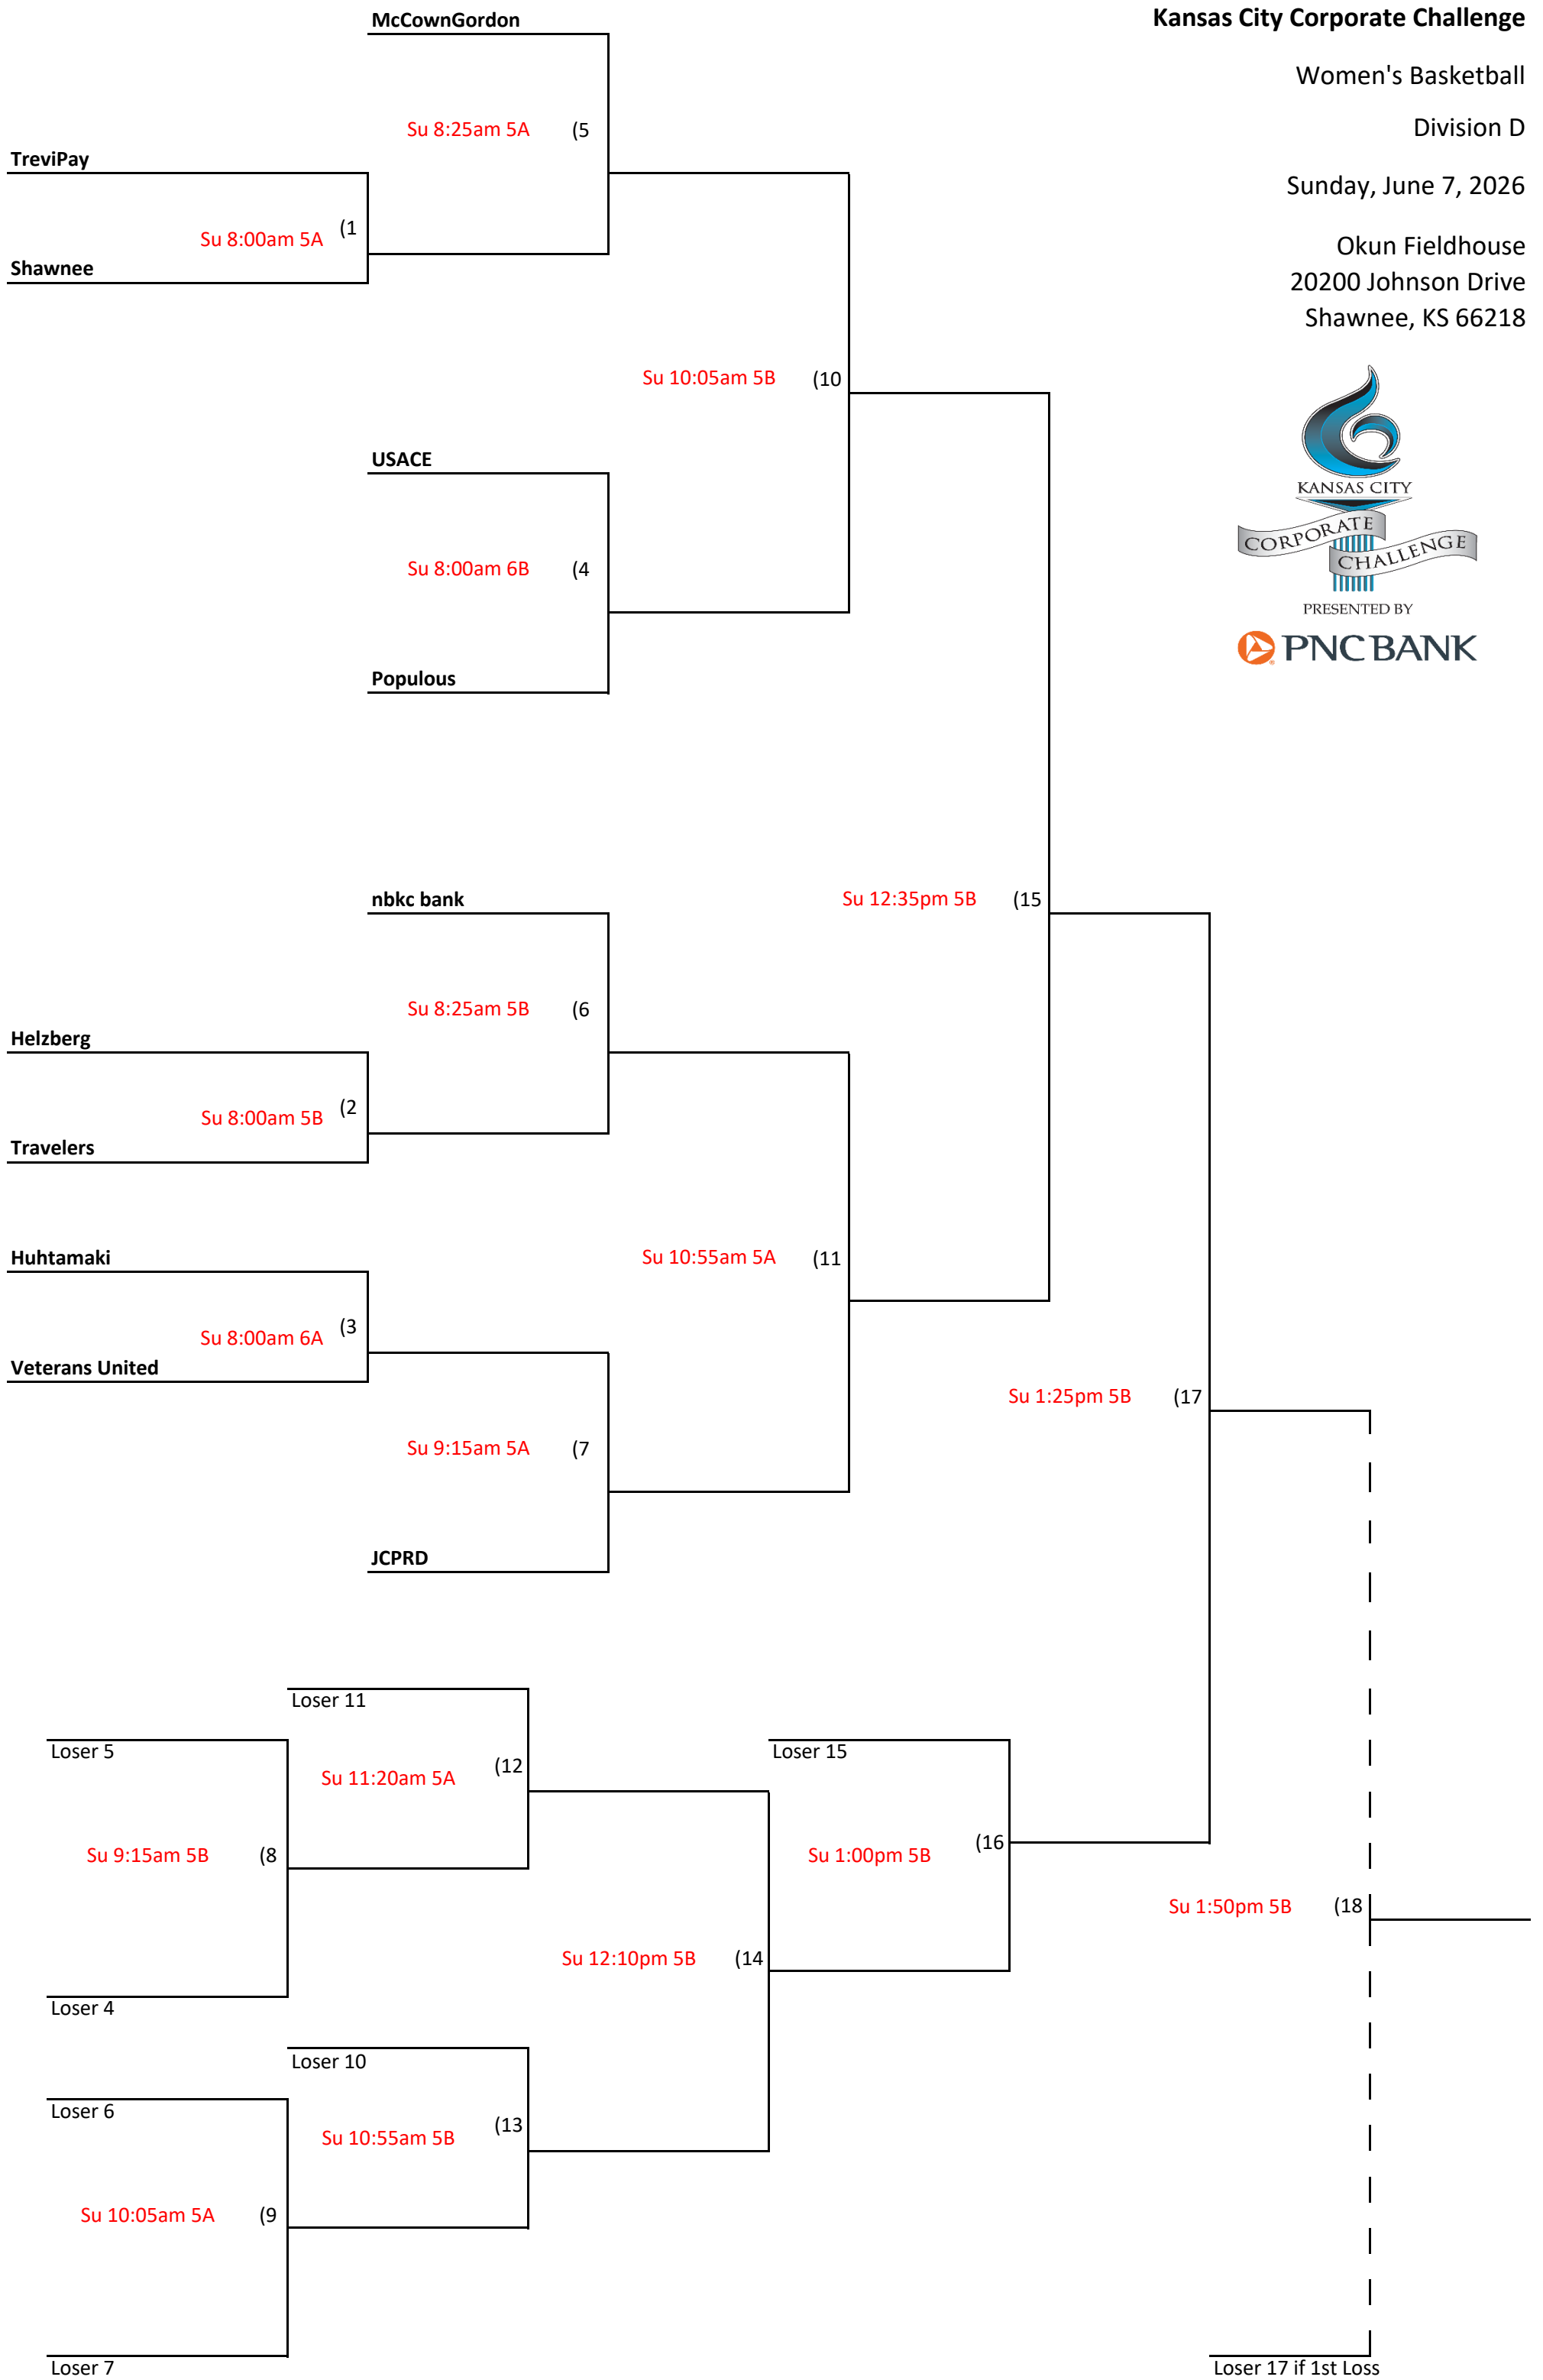 McCownGordon
Kansas City Corporate Challenge
Women's Basketball
Division D
Sunday, June 7, 2026
Okun Fieldhouse
20200 Johnson Drive
Shawnee, KS 66218
KANSAS CITY
CORPORATE
CHALLENGE
PRESENTED BY
PNC BANK
Su 8:25am 5A (5
TreviPay
Su 8:00am 5A (1
Shawnee
Su 10:05am 5B (10
USACE
Su 8:00am 6B (4
Populous
nbkc bank
Su 12:35pm 5B (15
Su 8:25am 5B (6
Helzberg
Su 8:00am 5B (2
Travelers
Huhtamaki
Su 10:55am 5A (11
Su 8:00am 6A (3
Veterans United
Su 1:25pm 5B (17
Su 9:15am 5A (7
JCPRD
Loser 11
Loser 5
Loser 15
Su 11:20am 5A (12
Su 9:15am 5B (8
Su 1:00pm 5B (16
Su 1:50pm 5B (18
Su 12:10pm 5B (14
Loser 4
Loser 10
Loser 6
Su 10:55am 5B (13
Su 10:05am 5A (9
Loser 7
Loser 17 if 1st Loss